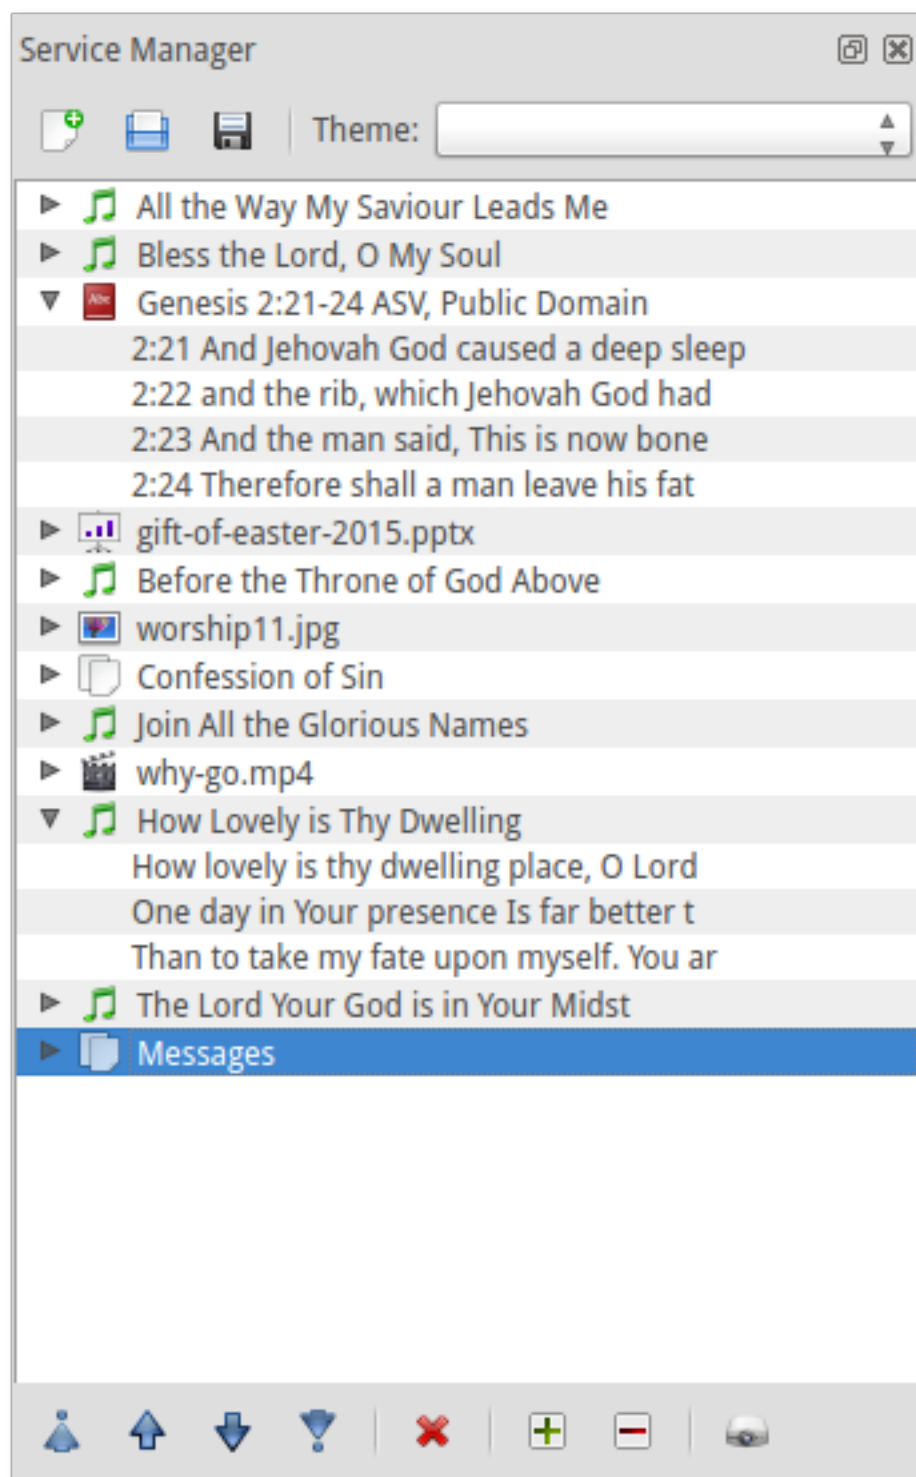 Service Manager
Theme:
All the Way My Saviour Leads Me
Bless the Lord, O My Soul
Abc
Genesis 2:21-24 ASV, Public Domain
2:21 And Jehovah God caused a deep sleep
2:22 and the rib, which Jehovah God had
2:23 And the man said, This is now bone
2:24 Therefore shall a man leave his fat
gift-of-easter-2015.pptx
Before the Throne of God Above
worship11.jpg
Confession of Sin
Join All the Glorious Names
why-go.mp4
How Lovely is Thy Dwelling
How lovely is thy dwelling place, O Lord
One day in Your presence Is far better t
Than to take my fate upon myself. You ar
The Lord Your God is in Your Midst
Messages